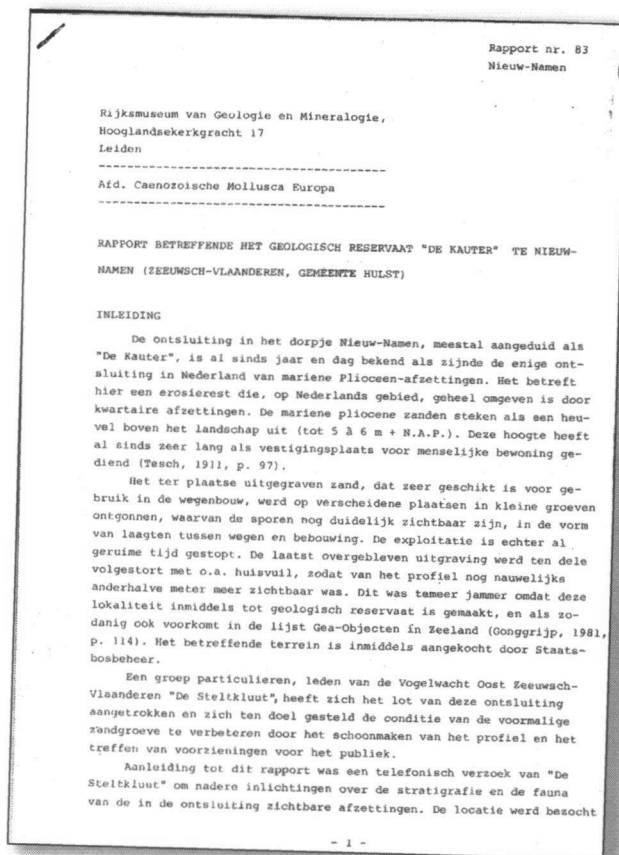 Rapport nr. 83
Nieuw-Namen
Rijksmuseum van Geologie en Mineralogie,
Hooglandsekerkgracht 17
Leiden
----------------------------------------
Afd. Caenozoische Mollusca Europa
----------------------------------------
RAPPORT BETREFFENDE HET GEOLOGISCH RESERVAAT "DE KAUTER" TE NIEUW-
NAMEN (ZEEUWSCH-VLAANDEREN, GEMEENTE HULST)
INLEIDING
De ontsluiting in het dorpje Nieuw-Namen, meestal aangeduid als
"De Kauter", is al sinds jaar en dag bekend als zijnde de enige ont-
sluiting in Nederland van mariene Plioceen-afzettingen. Het betreft
hier een erosierest die, op Nederlands gebied, geheel omgeven is door
kwartaire afzettingen. De mariene pliocene zanden steken als een heu-
vel boven het landschap uit (tot 5 à 6 m + N.A.P.). Deze hoogte heeft
al sinds zeer lang als vestigingsplaats voor menselijke bewoning ge-
diend (Tesch, 1911, p. 97).
Het ter plaatse uitgegraven zand, dat zeer geschikt is voor ge-
bruik in de wegenbouw, werd op verscheidene plaatsen in kleine groeven
ontgonnen, waarvan de sporen nog duidelijk zichtbaar zijn, in de vorm
van laagten tussen wegen en bebouwing. De exploitatie is echter al
geruime tijd gestopt. De laatst overgebleven uitgraving werd ten dele
volgestort met o.a. huisvuil, zodat van het profiel nog nauwelijks
anderhalve meter meer zichtbaar was. Dit was temeer jammer omdat deze
lokaliteit inmiddels tot geologisch reservaat is gemaakt, en als zo-
danig ook voorkomt in de lijst Gea-Objecten in Zeeland (Gonggrijp, 1981,
p. 114). Het betreffende terrein is inmiddels aangekocht door Staats-
bosbeheer.
Een groep particulieren, leden van de Vogelwacht Oost Zeeuwsch-
Vlaanderen "De Steltkluut", heeft zich het lot van deze ontsluiting
aangetrokken en zich ten doel gesteld de conditie van de voormalige
zandgroeve te verbeteren door het schoonmaken van het profiel en het
treffen van voorzieningen voor het publiek.
Aanleiding tot dit rapport was een telefonisch verzoek van "De
Steltkluut" om nadere inlichtingen over de stratigrafie en de fauna
van de in de ontsluiting zichtbare afzettingen. De locatie werd bezocht
- 1 -